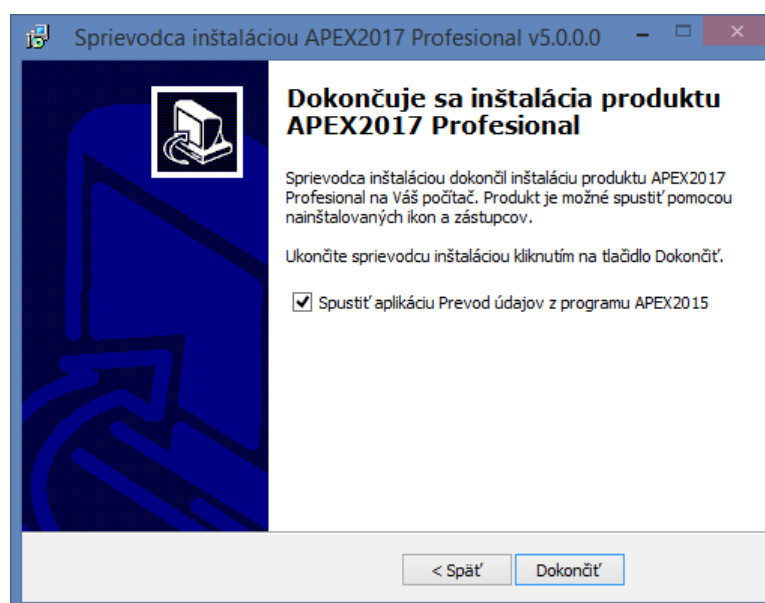 Sprievodca inštaláciou APEX2017 Profesional v5.0.0.0
Dokončuje sa inštalácia produktu
APEX2017 Profesional
Sprievodca inštaláciou dokončil inštaláciu produktu APEX2017
Profesional na Váš počítač. Produkt je možné spustiť pomocou
nainštalovaných ikon a zástupcov.
Ukončite sprievodcu inštaláciou kliknutím na tlačidlo Dokončiť.
Spustiť aplikáciu Prevod údajov z programu APEX2015
< Späť
Dokončiť